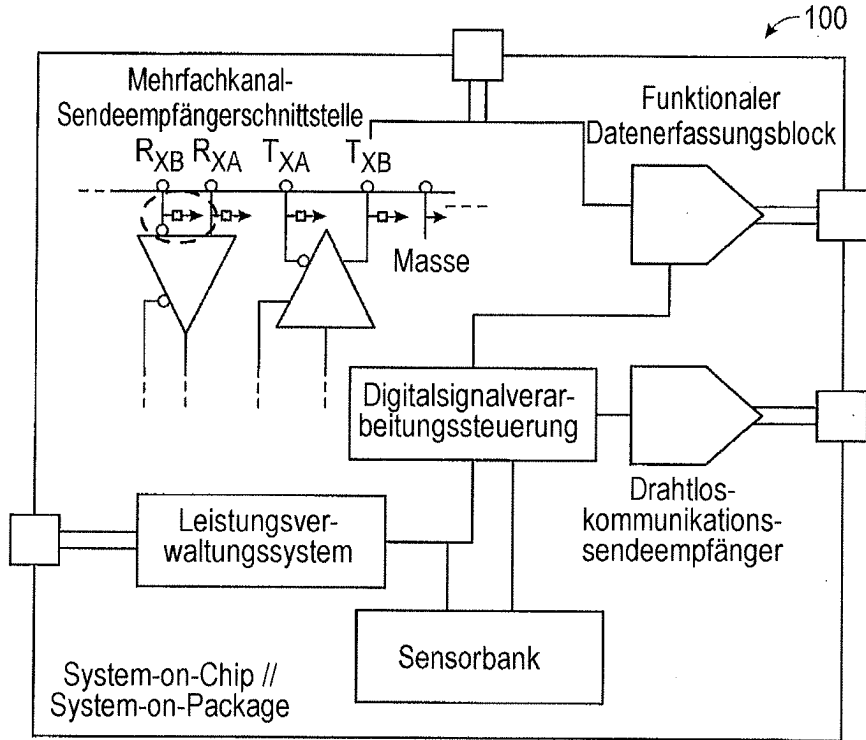 100
Mehrfachkanal-
Sendeempfängerschnittstelle
R_XB R_XA T_XA T_XB
Masse
Funktionaler
Datenerfassungsblock
Digitalsignalverar-
beitungssteuerung
Drahtlos-
kommunikations-
sendeempfänger
Leistungsver-
waltungssystem
Sensorbank
System-on-Chip //
System-on-Package